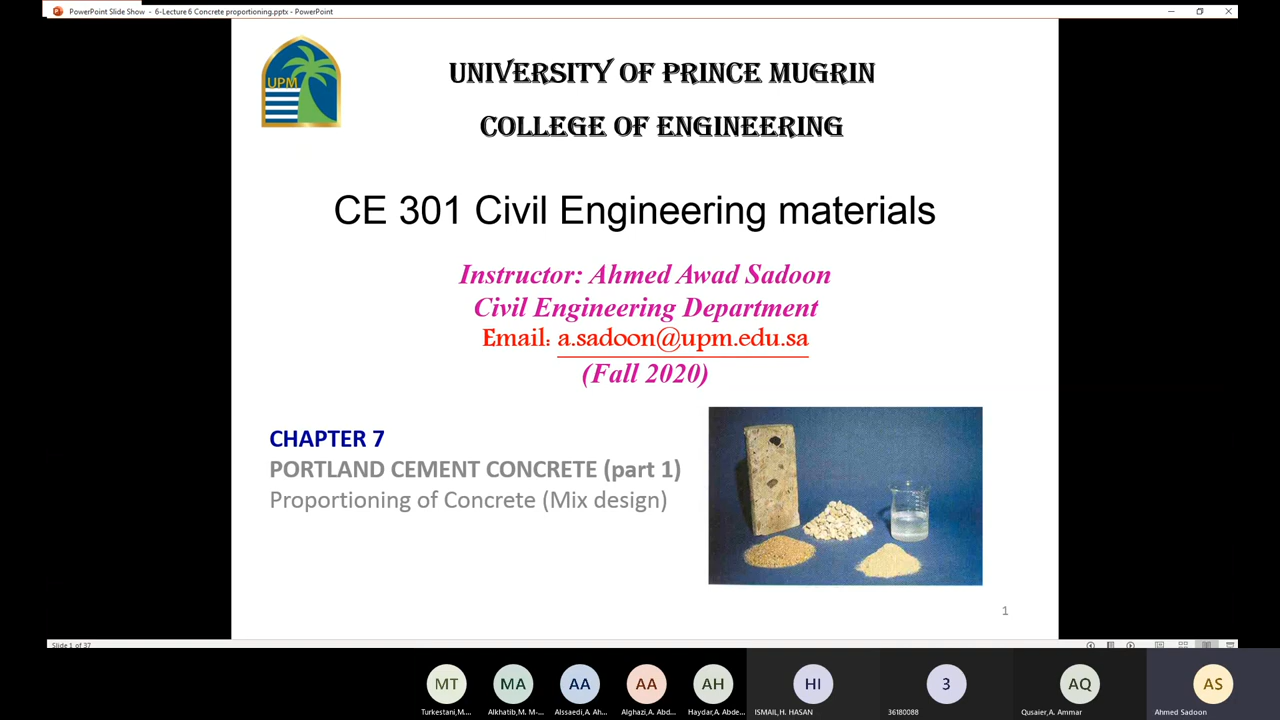 PowerPoint Slide Show - 6-Lecture 6 Concrete proportioning.pptx - PowerPoint
UPM
UNIVERSITY OF PRINCE MUGRIN
COLLEGE OF ENGINEERING
CE 301 Civil Engineering materials
Instructor: Ahmed Awad Sadoon
Civil Engineering Department
Email: a.sadoon@upm.edu.sa
(Fall 2020)
CHAPTER 7
PORTLAND CEMENT CONCRETE (part 1)
Proportioning of Concrete (Mix design)
1
Slide 1 of 37
MT
MA
AA
AA
AH
HI
3
AQ
AS
Turkestani,M...
Alkhatib,M. M-...
Alssaedi,A. Ah...
Alghazi,A. Abd...
Haydar,A. Abde...
ISMAIL,H. HASAN
36180088
Qusaier,A. Ammar
Ahmed Sadoon